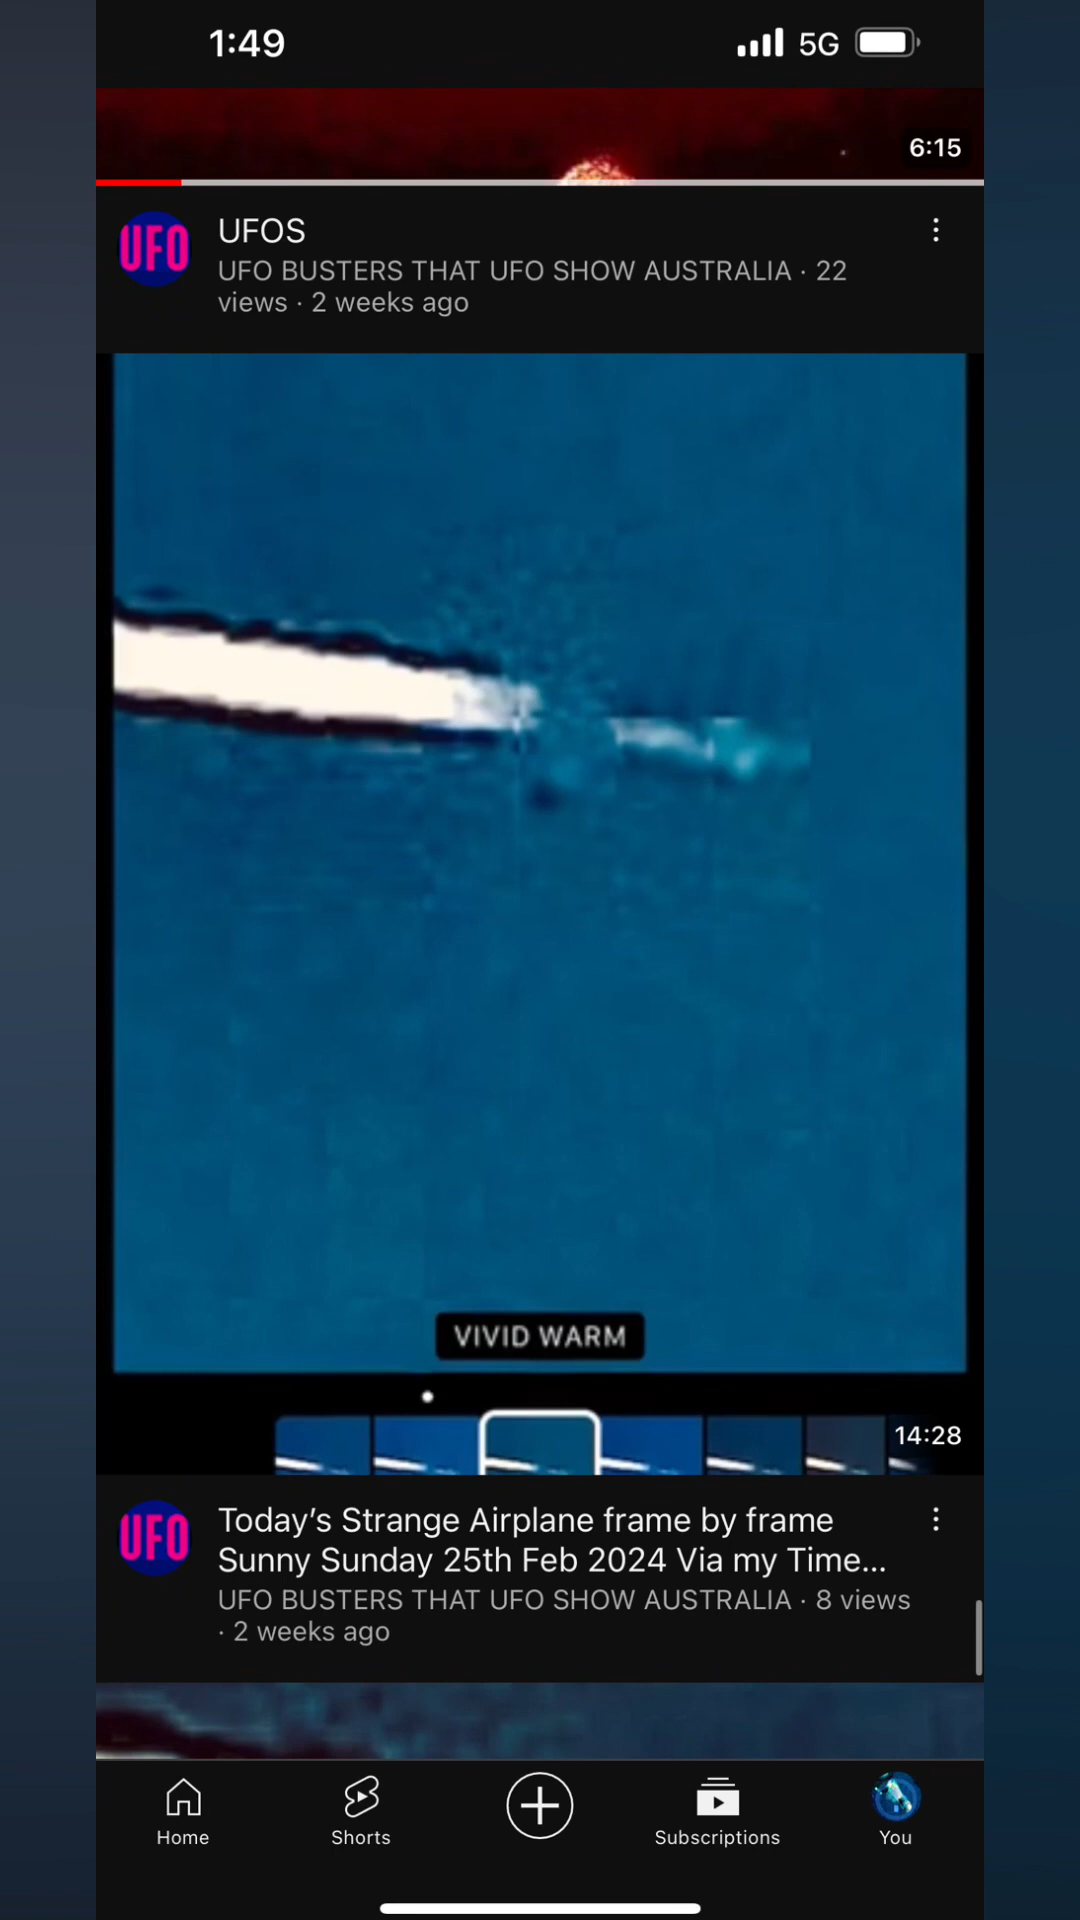 1:49
5G
6:15
UFO
UFOS
UFO BUSTERS THAT UFO SHOW AUSTRALIA · 22
views · 2 weeks ago
VIVID WARM
14:28
UFO
Today’s Strange Airplane frame by frame
Sunny Sunday 25th Feb 2024 Via my Time...
UFO BUSTERS THAT UFO SHOW AUSTRALIA · 8 views
· 2 weeks ago
Home
Shorts
Subscriptions
You